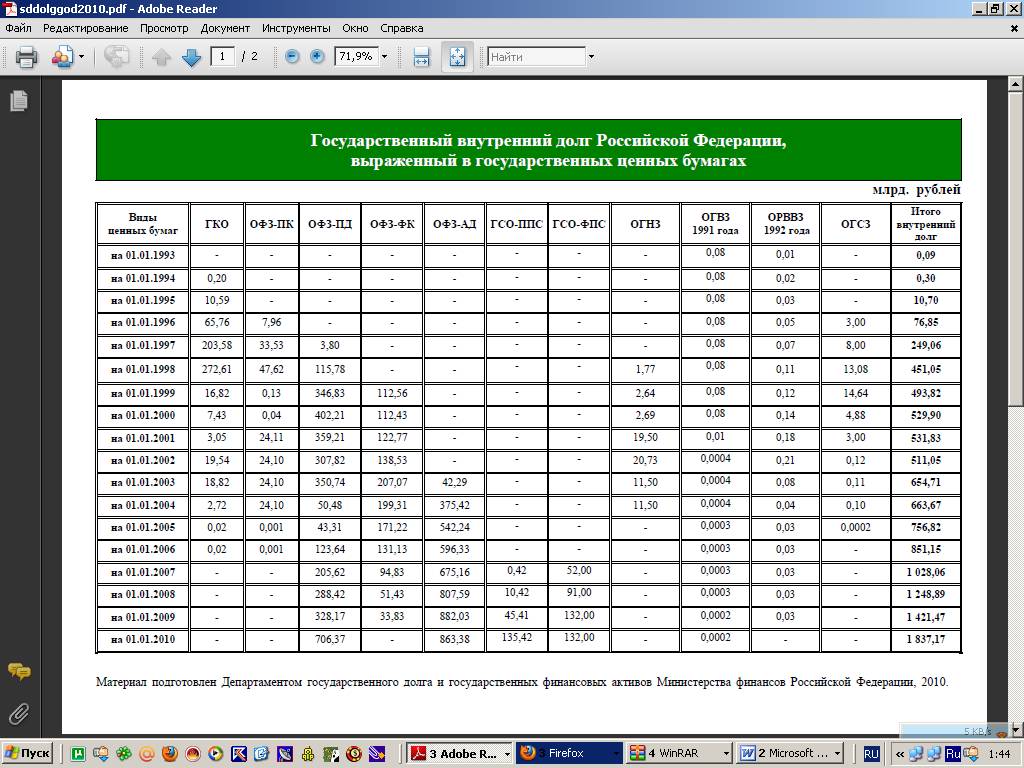 sddolggod2010.pdf - Adobe Reader
Файл Редактирование Просмотр Документ Инструменты Окно Справка
1 / 2 71,9% Найти
Государственный внутренний долг Российской Федерации,
выраженный в государственных ценных бумагах
млрд. рублей
Виды ценных бумаг ГКО ОФЗ-ПК ОФЗ-ПД ОФЗ-ФК ОФЗ-АД ГСО-ППС ГСО-ФПС ОГНЗ ОГВЗ 1991 года ОРВВЗ 1992 года ОГСЗ Итого внутренний долг
на 01.01.1993 - - - - - - - - 0,08 0,01 - 0,09
на 01.01.1994 0,20 - - - - - - - 0,08 0,02 - 0,30
на 01.01.1995 10,59 - - - - - - - 0,08 0,03 - 10,70
на 01.01.1996 65,76 7,96 - - - - - - 0,08 0,05 3,00 76,85
на 01.01.1997 203,58 33,53 3,80 - - - - - 0,08 0,07 8,00 249,06
на 01.01.1998 272,61 47,62 115,78 - - - - 1,77 0,08 0,11 13,08 451,05
на 01.01.1999 16,82 0,13 346,83 112,56 - - - 2,64 0,08 0,12 14,64 493,82
на 01.01.2000 7,43 0,04 402,21 112,43 - - - 2,69 0,08 0,14 4,88 529,90
на 01.01.2001 3,05 24,11 359,21 122,77 - - - 19,50 0,01 0,18 3,00 531,83
на 01.01.2002 19,54 24,10 307,82 138,53 - - - 20,73 0,0004 0,21 0,12 511,05
на 01.01.2003 18,82 24,10 350,74 207,07 42,29 - - 11,50 0,0004 0,08 0,11 654,71
на 01.01.2004 2,72 24,10 50,48 199,31 375,42 - - 11,50 0,0004 0,04 0,10 663,67
на 01.01.2005 0,02 0,001 43,31 171,22 542,24 - - - 0,0003 0,03 0,0002 756,82
на 01.01.2006 0,02 0,001 123,64 131,13 596,33 - - - 0,0003 0,03 - 851,15
на 01.01.2007 - - 205,62 94,83 675,16 0,42 52,00 - 0,0003 0,03 - 1 028,06
на 01.01.2008 - - 288,42 51,43 807,59 10,42 91,00 - 0,0003 0,03 - 1 248,89
на 01.01.2009 - - 328,17 33,83 882,03 45,41 132,00 - 0,0002 0,03 - 1 421,47
на 01.01.2010 - - 706,37 - 863,38 135,42 132,00 - 0,0002 - - 1 837,17
Материал подготовлен Департаментом государственного долга и государственных финансовых активов Министерства финансов Российской Федерации, 2010.
5 KB/s
Пуск 3 Adobe R... 3 Firefox 4 WinRAR 2 Microsoft ... RU « Ru 1:44